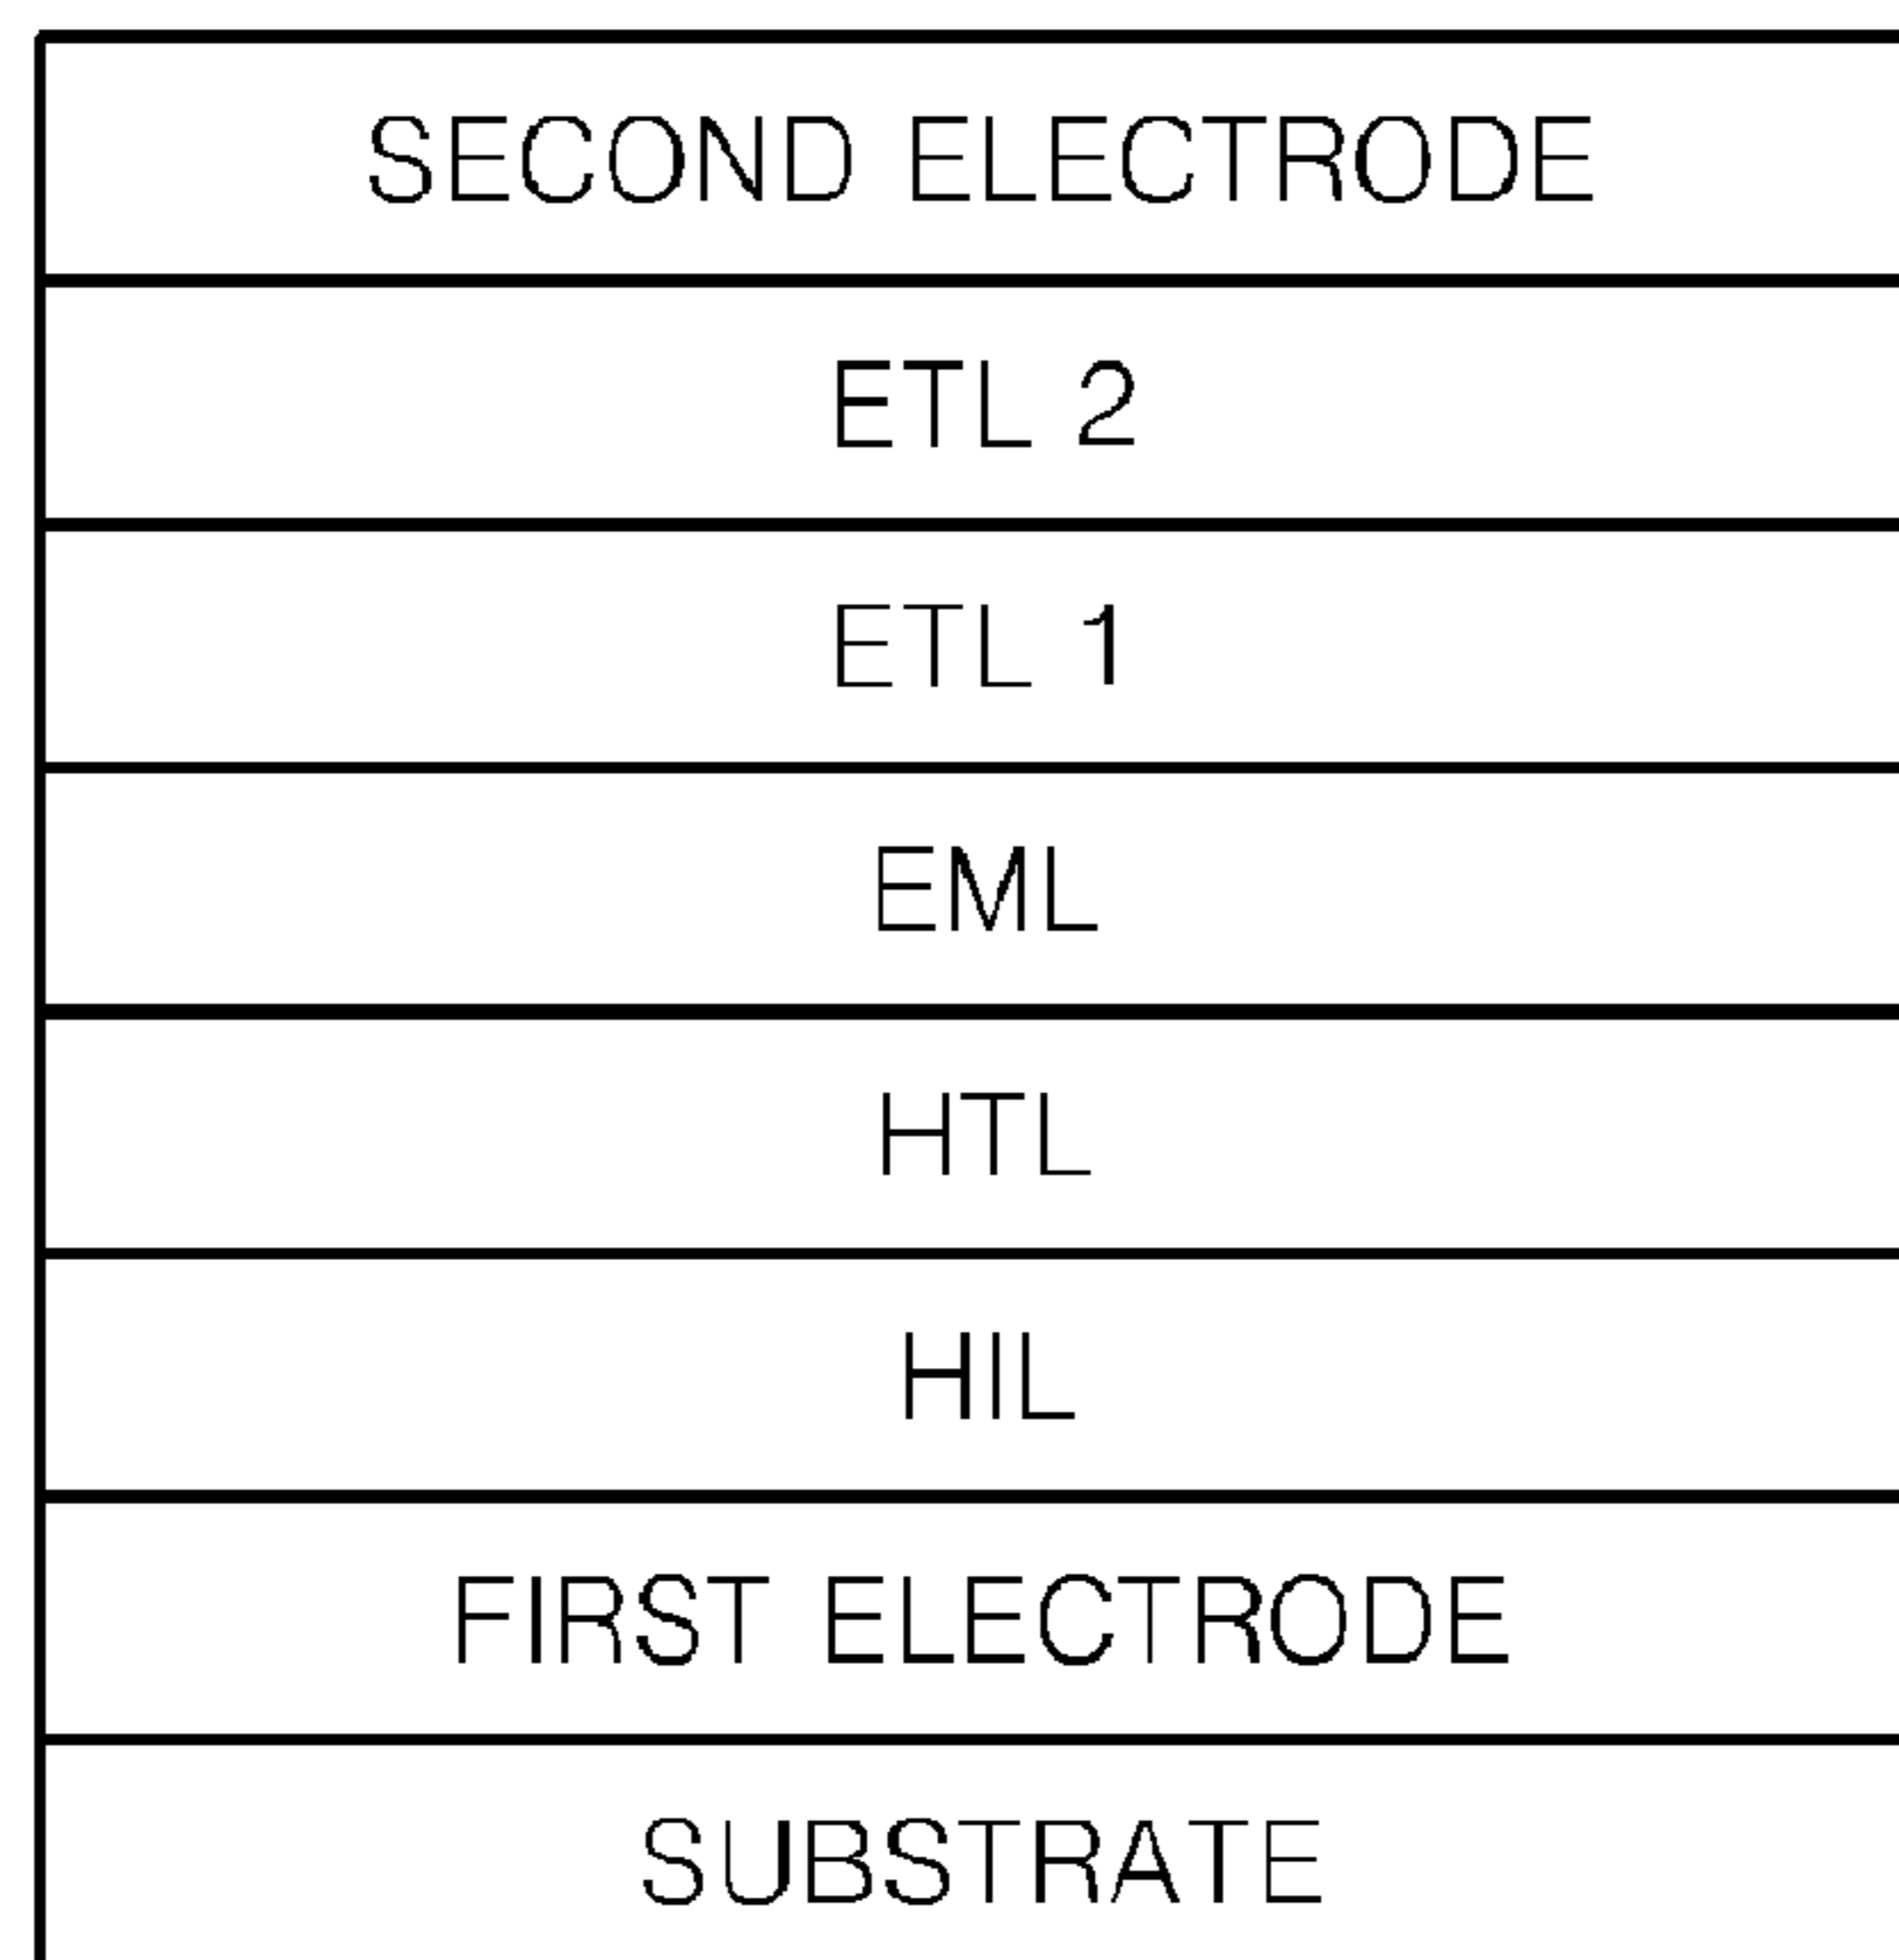 SECOND ELECTRODE
ETL 2
ETL 1
EML
HTL
HIL
FIRST ELECTRODE
SUBSTRATE